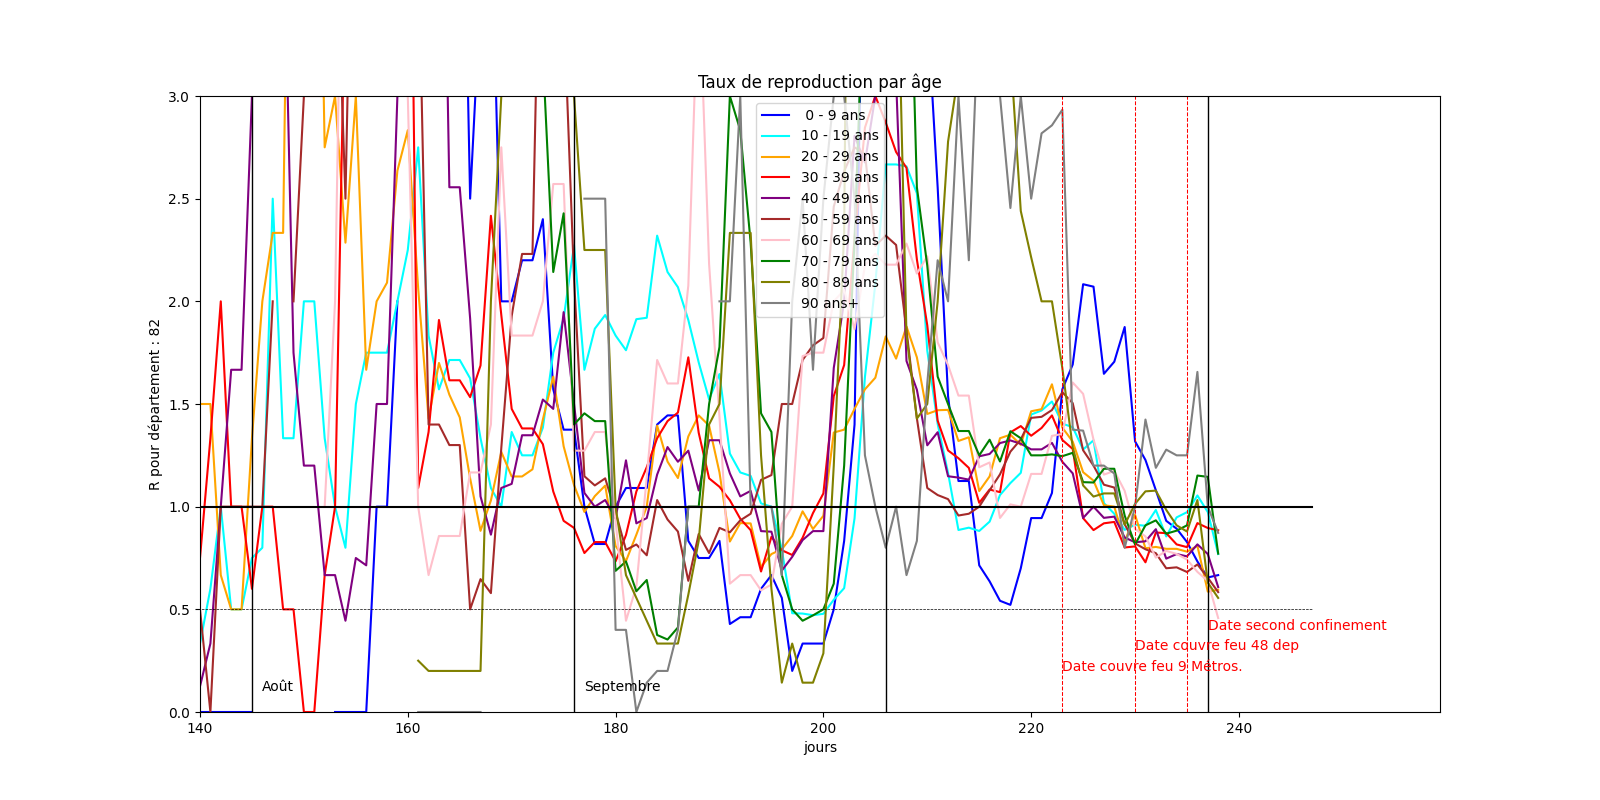 Taux de reproduction par âge
3.0
2.5
2.0
1.5
1.0
0.5
0.0
R pour département : 82
0 - 9 ans
10 - 19 ans
20 - 29 ans
30 - 39 ans
40 - 49 ans
50 - 59 ans
60 - 69 ans
70 - 79 ans
80 - 89 ans
90 ans+
Date second confinement
Date couvre feu 48 dep
Date couvre feu 9 Métros.
Août
Septembre
140
160
180
200
220
240
jours